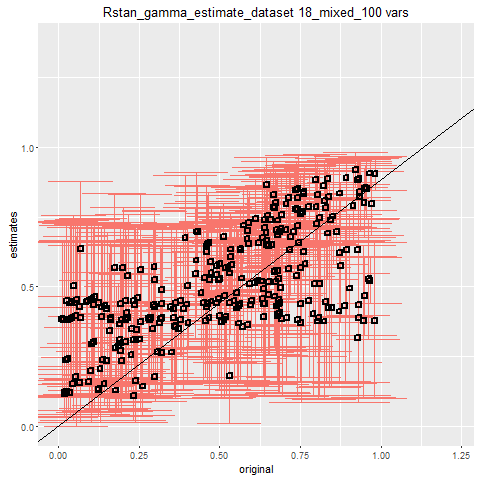 Rstan_gamma_estimate_dataset 18_mixed_100 vars
estimates
1.0
0.5
0.0
0.00 0.25 0.50 0.75 1.00 1.25
original